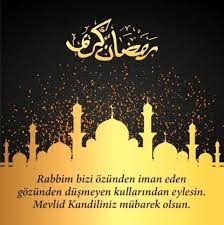 رمضان كريم
Rabbim bizi özünden iman eden
gözünden düşmeyen kullarından eylesin.
Mevlid Kandiliniz mübarek olsun.